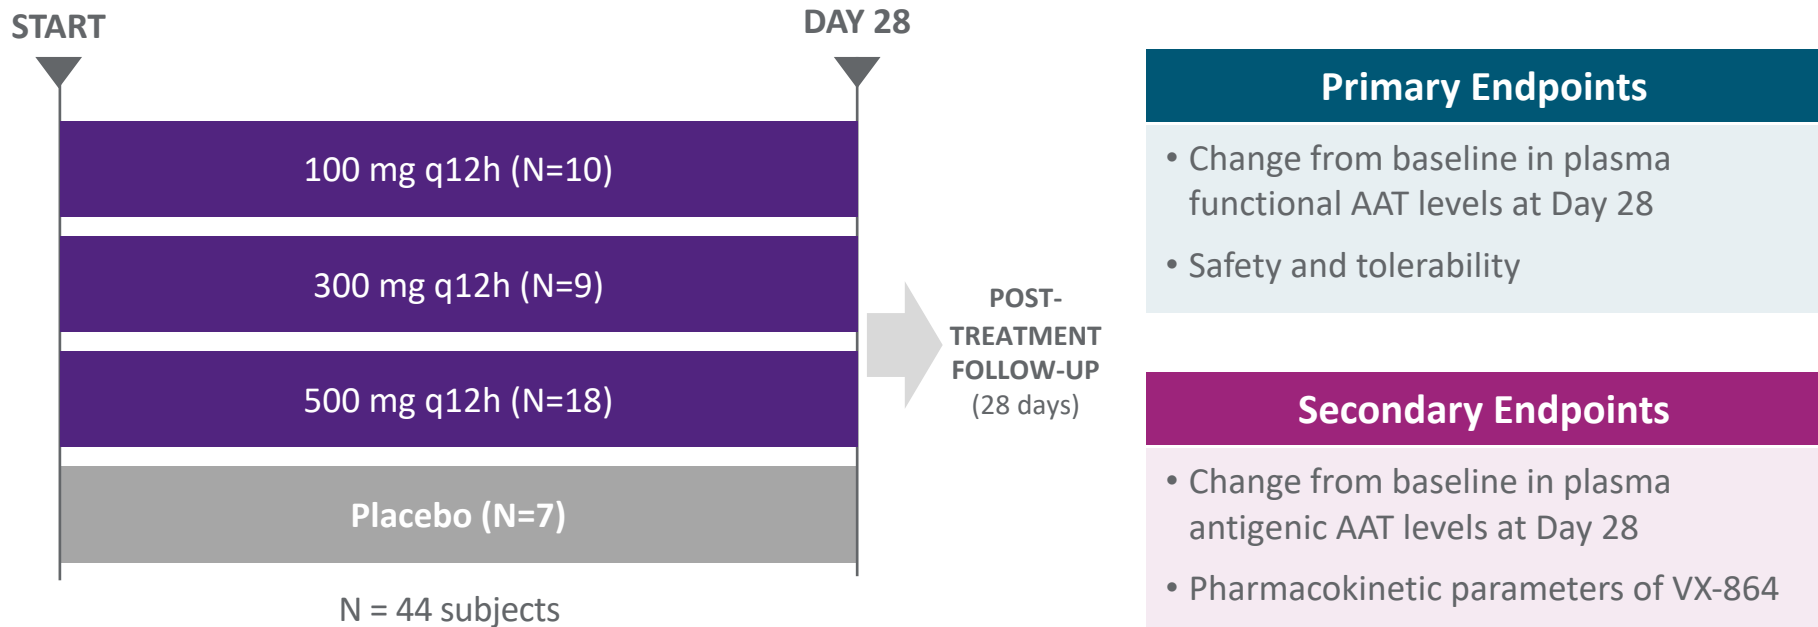 START
DAY 28
100 mg q12h (N=10)
300 mg q12h (N=9)
500 mg q12h (N=18)
Placebo (N=7)
N = 44 subjects
POST-
TREATMENT
FOLLOW-UP
(28 days)
Primary Endpoints
• Change from baseline in plasma
functional AAT levels at Day 28
• Safety and tolerability
Secondary Endpoints
• Change from baseline in plasma
antigenic AAT levels at Day 28
• Pharmacokinetic parameters of VX-864